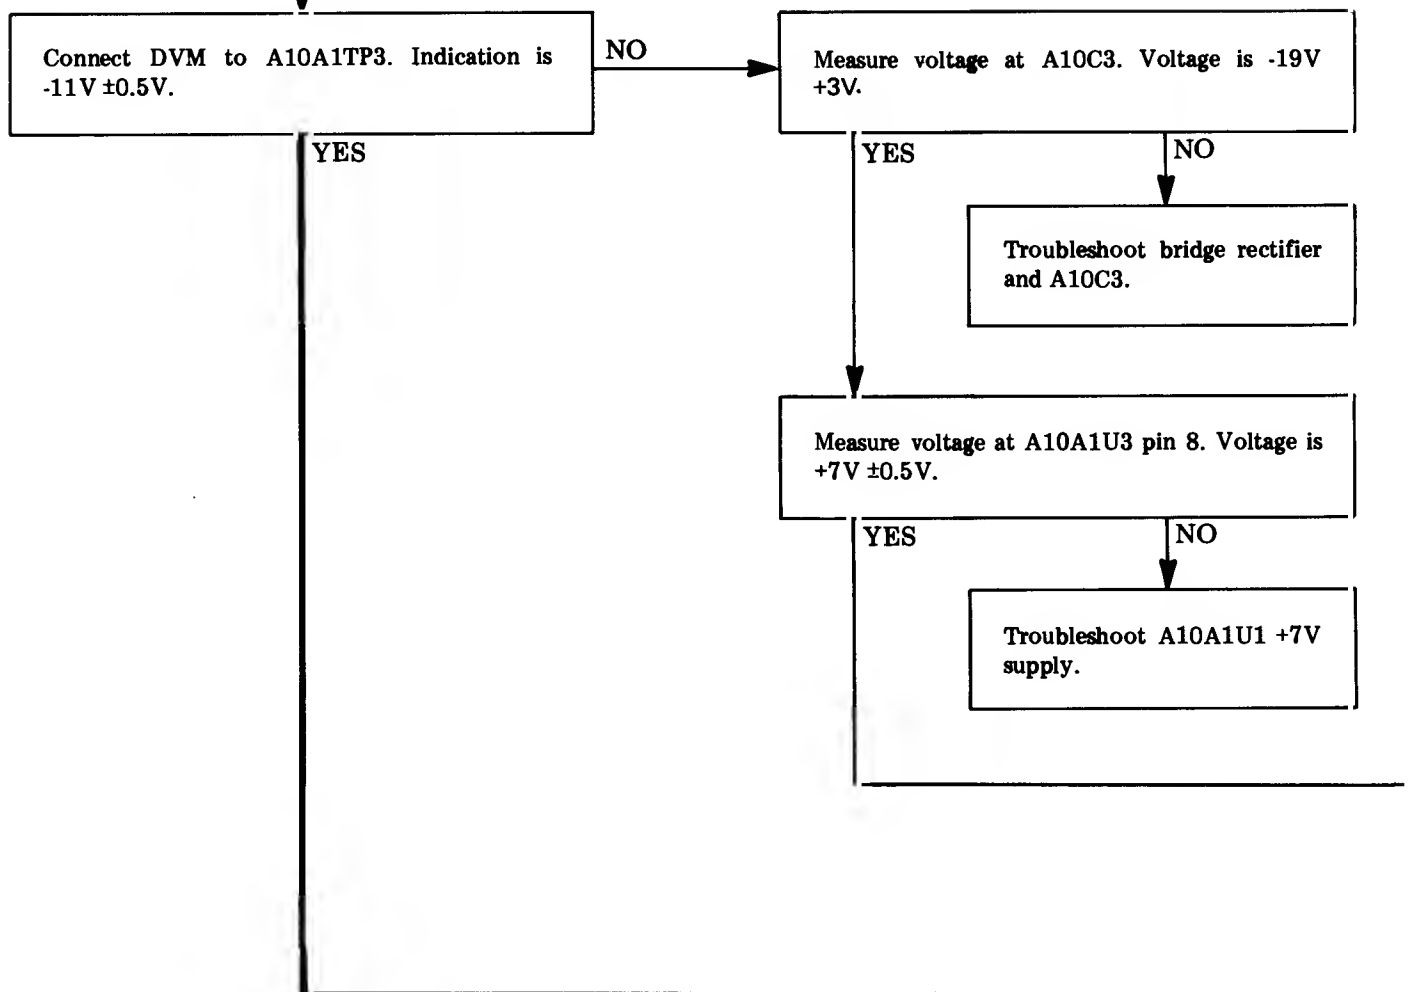 Connect DVM to A10A1TP3. Indication is
-11V ±0.5V.
NO
Measure voltage at A10C3. Voltage is -19V
+3V.
YES
YES
NO
Troubleshoot bridge rectifier
and A10C3.
Measure voltage at A10A1U3 pin 8. Voltage is
+7V ±0.5V.
YES
NO
Troubleshoot A10A1U1 +7V
supply.